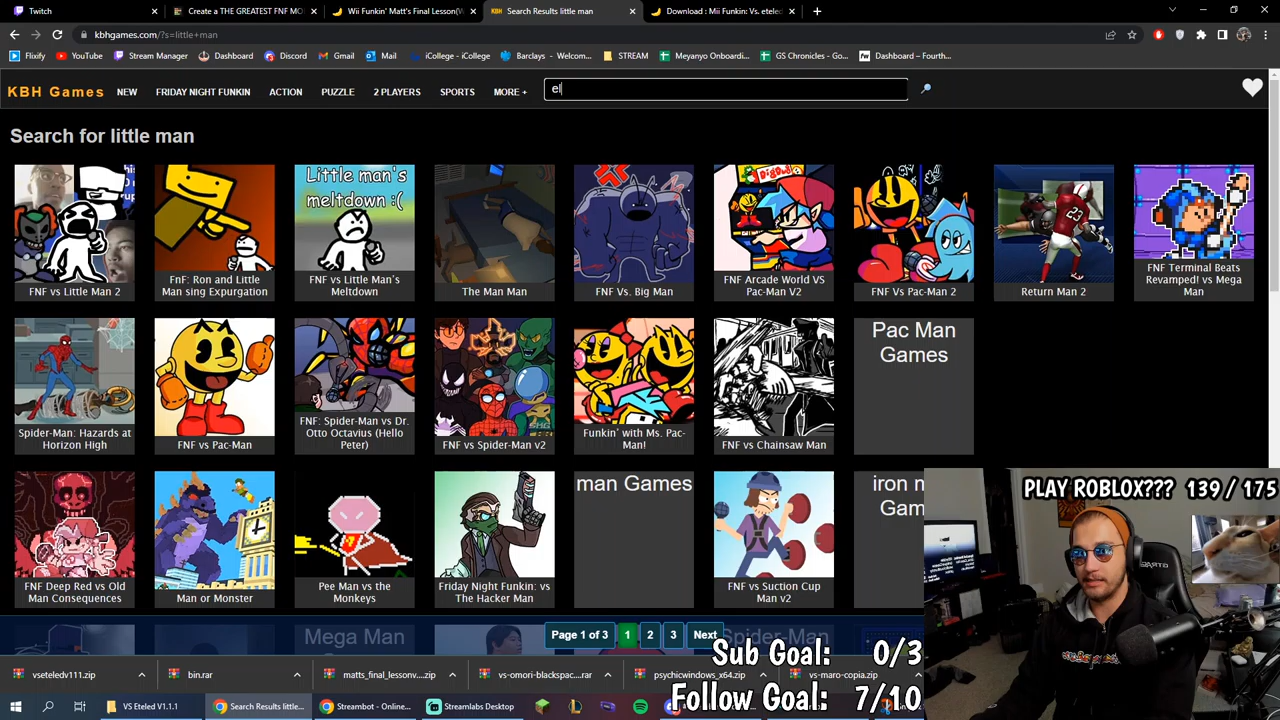 Twitch
Create a THE GREATEST FNF MO
Wii Funkin' Matt's Final Lesson(W
Search Results little man
Download : Mii Funkin: Vs. eteled
kbhgames.com/?s=little+man
Flixify
YouTube
Stream Manager
Dashboard
Discord
Gmail
Mail
iCollege - iCollege
Barclays - Welcom...
STREAM
Meyanyo Onboardi...
GS Chronicles - Go...
Dashboard – Fourth...
KBH Games
NEW
FRIDAY NIGHT FUNKIN
ACTION
PUZZLE
2 PLAYERS
SPORTS
MORE +
el
Search for little man
Little man's
meltdown :(
FNF vs Little Man 2
FnF: Ron and Little
Man sing Expurgation
FNF vs Little Man's
Meltdown
The Man Man
FNF Vs. Big Man
FNF Arcade World VS
Pac-Man V2
FNF Vs Pac-Man 2
Return Man 2
FNF Terminal Beats
Revamped! vs Mega
Man
Pac Man
Games
Spider-Man: Hazards at
Horizon High
FNF vs Pac-Man
FNF: Spider-Man vs Dr.
Otto Octavius (Hello
Peter)
FNF vs Spider-Man v2
Funkin' with Ms. Pac-
Man!
FNF vs Chainsaw Man
man Games
iron m
Gam
FNF Deep Red vs Old
Man Consequences
Man or Monster
Pee Man vs the
Monkeys
Friday Night Funkin: vs
The Hacker Man
FNF vs Suction Cup
Man v2
PLAY ROBLOX??? 139 / 175
Mega Man
Spider-Man
Page 1 of 3
1
2
3
Next
Sub Goal: 0/3
Follow Goal: 7/10
vseteledv111.zip
bin.rar
matts_final_lessonv....zip
vs-omori-blackspac....rar
psychicwindows_x64.zip
vs-maro-copia.zip
VS Eteled V1.1.1
Search Results little...
Streambot - Online...
Streamlabs Desktop